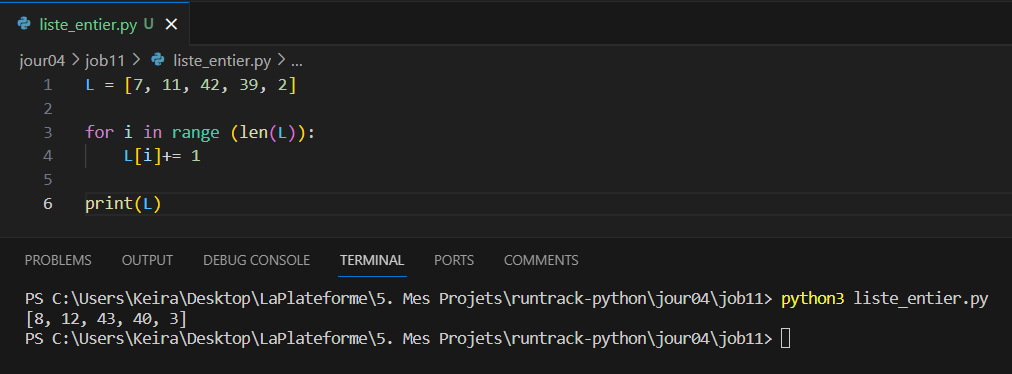 liste_entier.py U
jour04 > job11 > liste_entier.py > ...
1 L = [7, 11, 42, 39, 2]
2
3 for i in range (len(L)):
4     L[i]+= 1
5
6 print(L)
PROBLEMS OUTPUT DEBUG CONSOLE TERMINAL PORTS COMMENTS
PS C:\Users\Keira\Desktop\LaPlateforme\5. Mes Projets\runtrack-python\jour04\job11> python3 liste_entier.py
[8, 12, 43, 40, 3]
PS C:\Users\Keira\Desktop\LaPlateforme\5. Mes Projets\runtrack-python\jour04\job11>